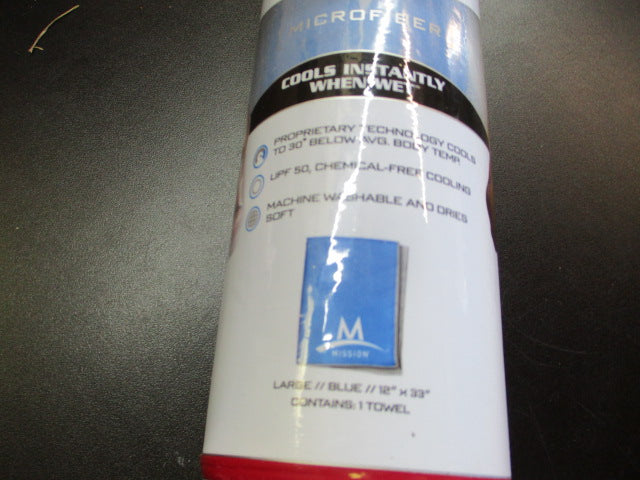 MICROFIBER
COOLS INSTANTLY
WHEN WET™
PROPRIETARY TECHNOLOGY COOLS
TO 30° BELOW AVG. BODY TEMP.
UPF 50, CHEMICAL-FREE COOLING
MACHINE WASHABLE AND DRIES
SOFT
M
MISSION
LARGE // BLUE // 12" x 33"
CONTAINS: 1 TOWEL